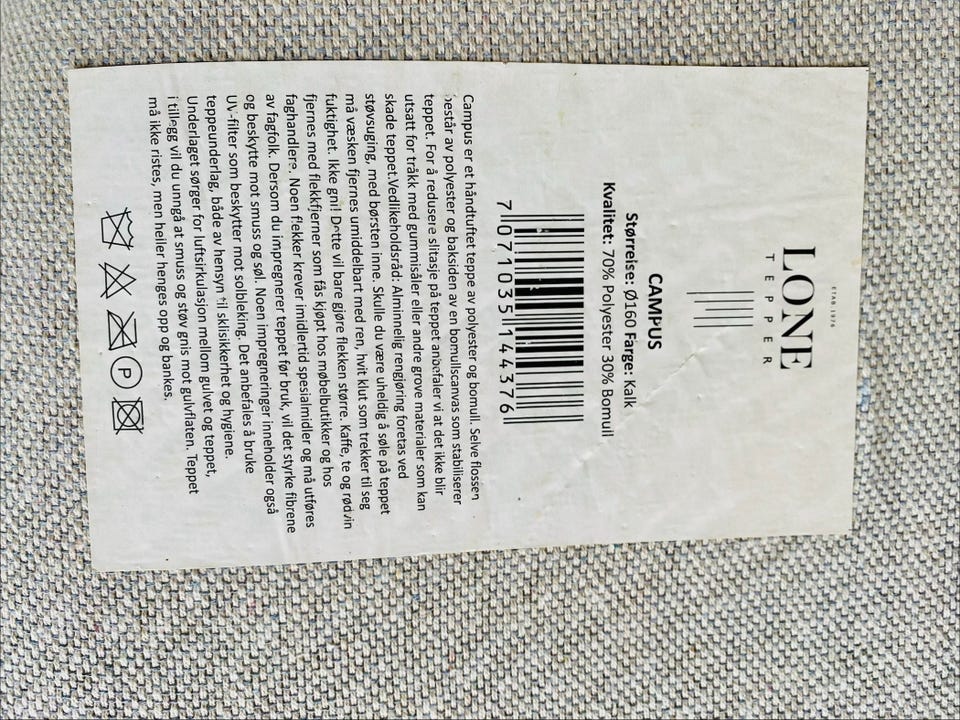 ETAB.1976
LONE
TEPPER
CAMPUS
Størrelse: Ø160 Farge: Kalk
Kvalitet: 70% Polyester 30% Bomull
7 071035 144376
Campus er et håndtuftet teppe av polyester og bomull. Selve flossen
består av polyester og baksiden av en bomullscanvas som stabiliserer
teppet. For å redusere slitasje på teppet anbefaler vi at det ikke blir
utsatt for tråkk med gummisåler eller andre grove materialer som kan
skade teppet.Vedlikeholdsråd: Alminnelig rengjøring foretas ved
støvsuging, med børsten inne. Skulle du være uheldig å søle på teppet
må væsken fjernes umiddelbart med ren, hvit klut som trekker til seg
fuktighet. Ikke gni! Dette vil bare gjøre flekken større. Kaffe, te og rødvin
fjernes med flekkfjerner som fås kjøpt hos møbelbutikker og hos
faghandlere. Noen flekker krever imidlertid spesialmidler og må utføres
av fagfolk. Dersom du impregnerer teppet før bruk, vil det styrke fibrene
og beskytte mot smuss og søl. Noen impregneringer inneholder også
UV-filter som beskytter mot solbleking. Det anbefales å bruke
teppeunderlag, både av hensyn til sklisikkerhet og hygiene.
Underlaget sørger for luftsirkulasjon mellom gulvet og teppet,
i tillegg vil du unngå at smuss og støv gnis mot gulvflaten. Teppet
må ikke ristes, men heller henges opp og bankes.
P